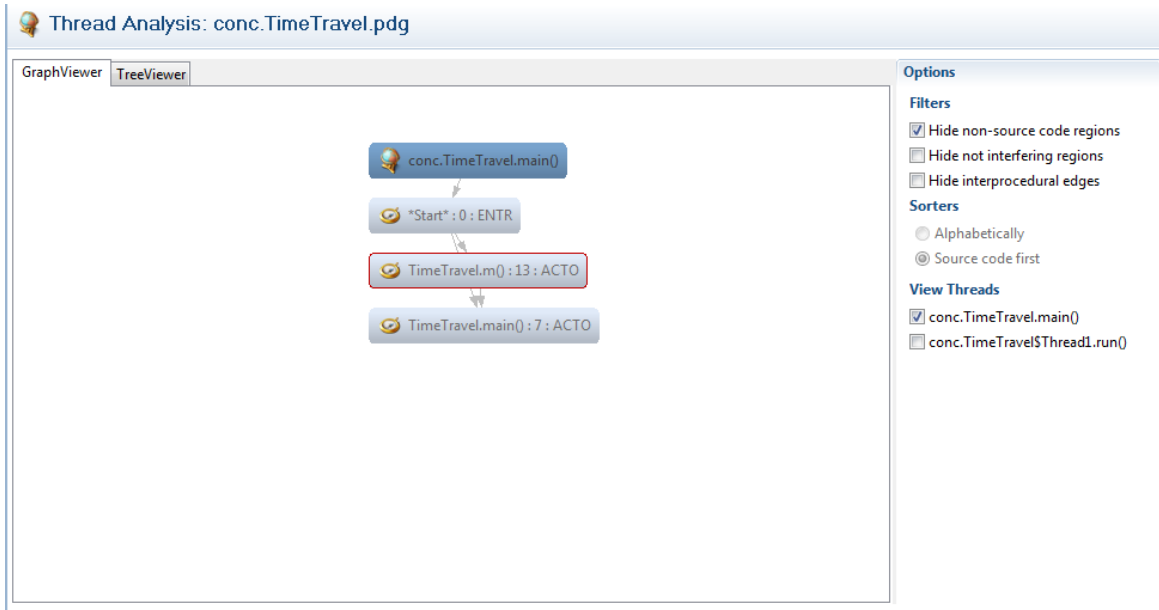 Thread Analysis: conc.TimeTravel.pdg
GraphViewer
TreeViewer
conc.TimeTravel.main()
*Start* : 0 : ENTR
TimeTravel.m() : 13 : ACTO
TimeTravel.main() : 7 : ACTO
Options
Filters
Hide non-source code regions
Hide not interfering regions
Hide interprocedural edges
Sorters
Alphabetically
Source code first
View Threads
conc.TimeTravel.main()
conc.TimeTravel$Thread1.run()